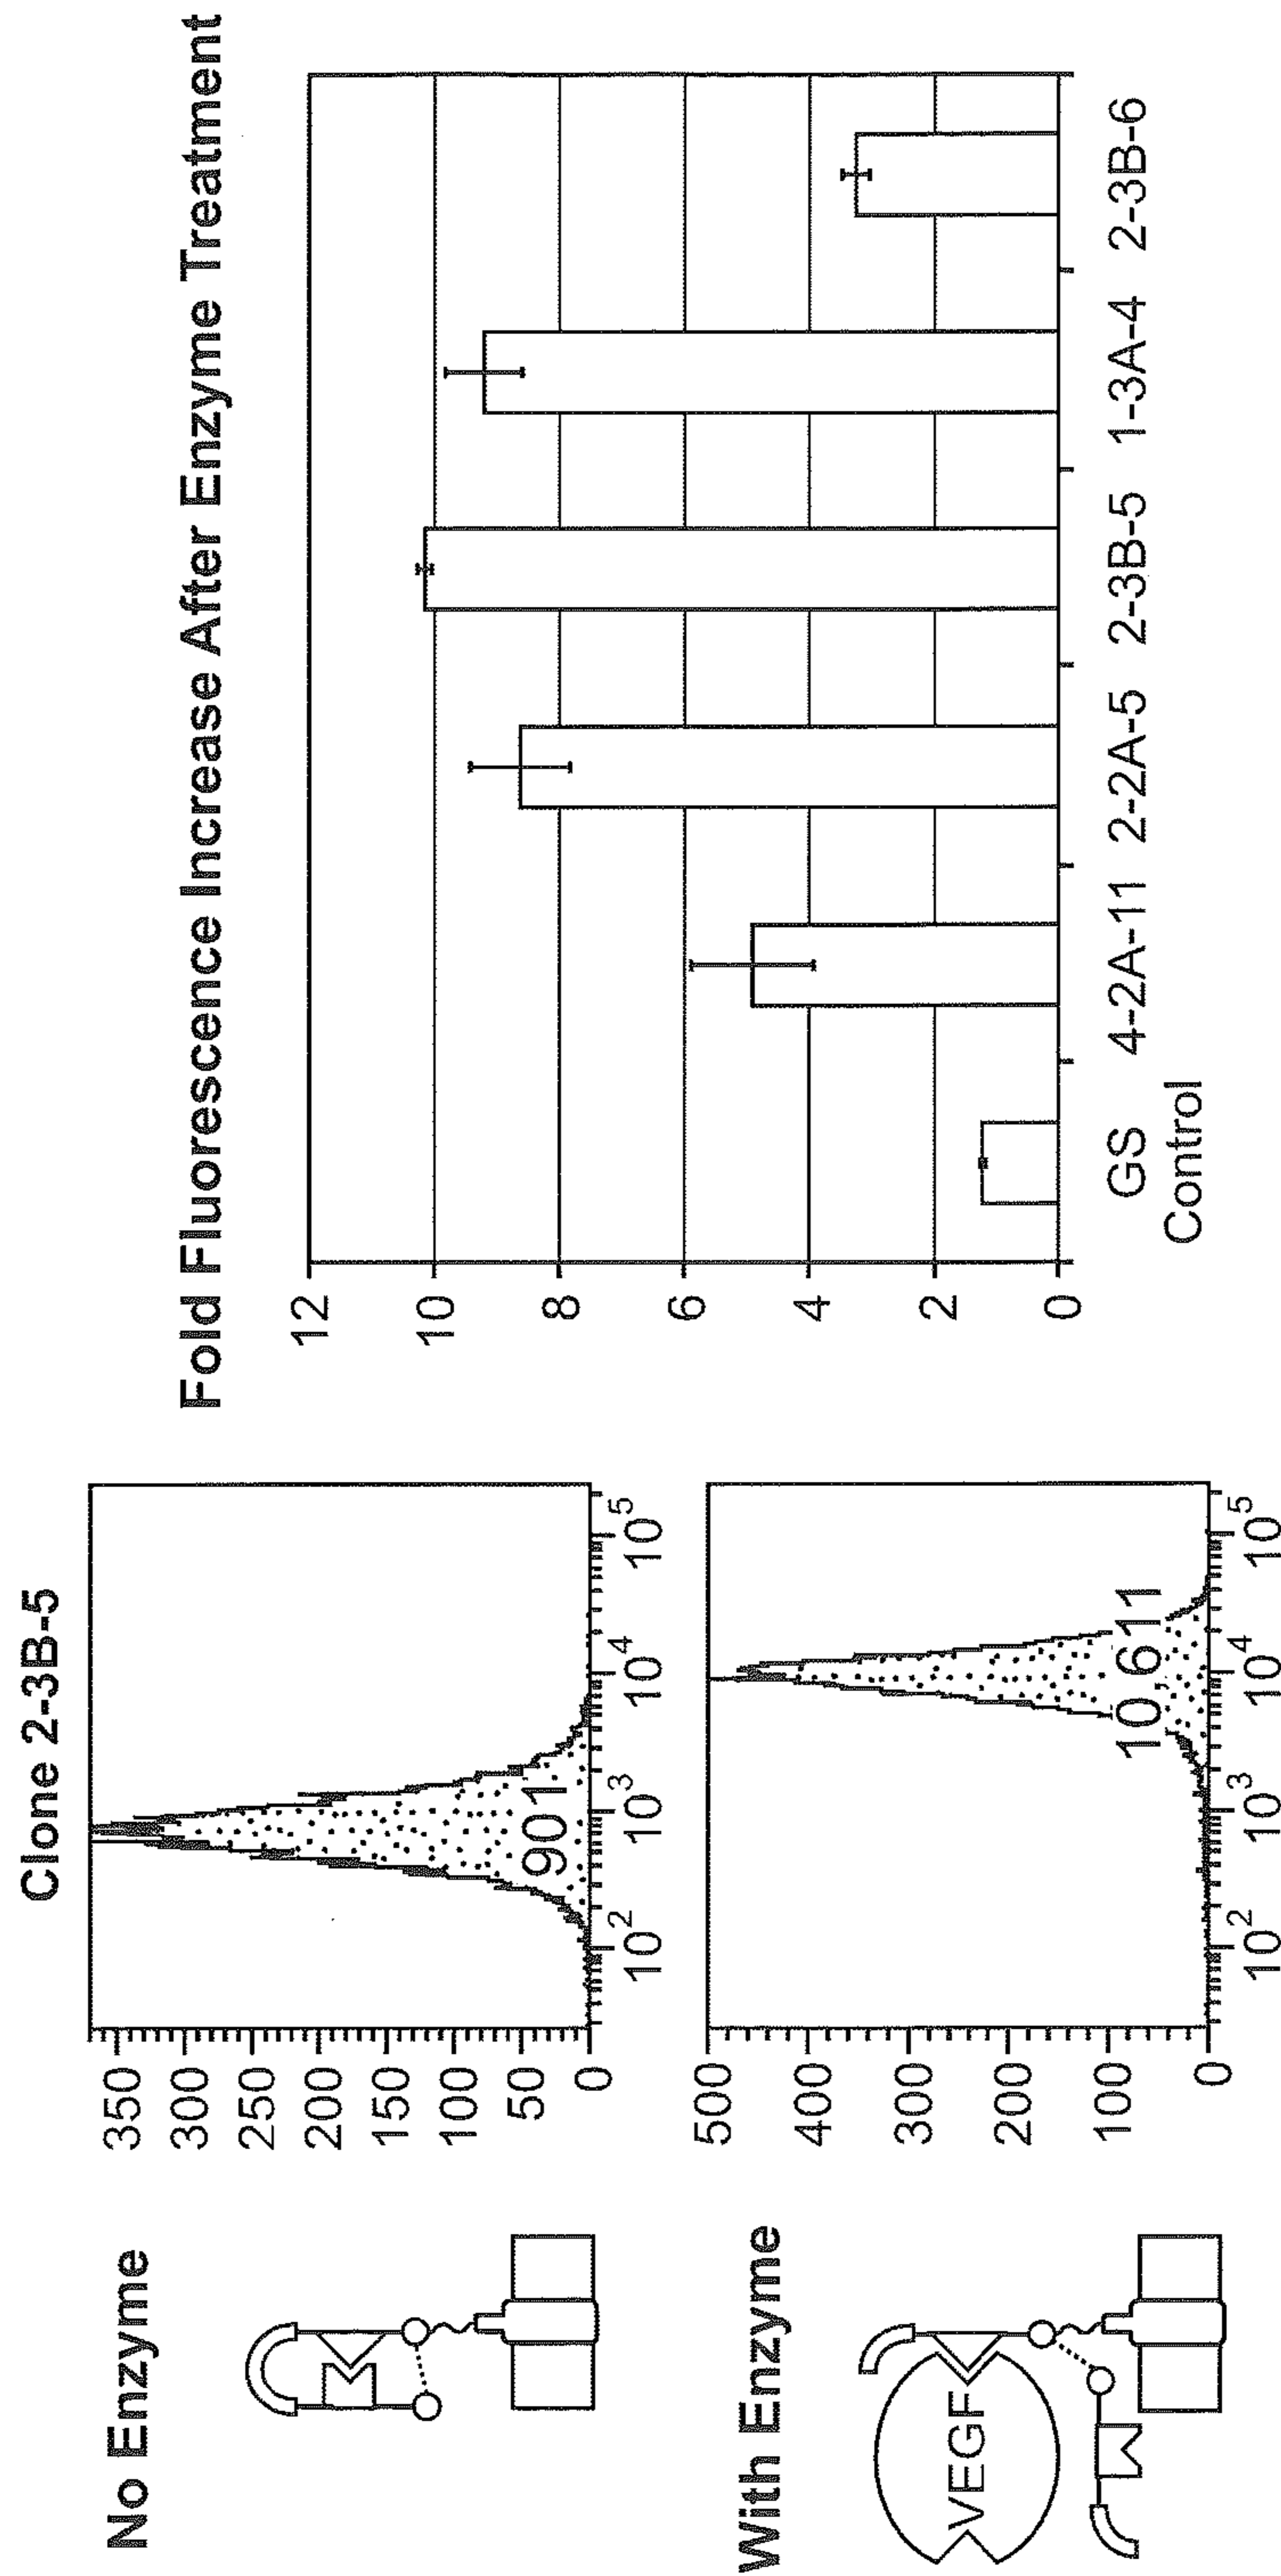 Clone 2-3B-5
No Enzyme
350
300
250
200
150
100
50
0
901
10^2 10^3 10^4 10^5
With Enzyme
VEGF
500
400
300
200
100
0
10,611
10^2 10^3 10^4 10^5
Fold Fluorescence Increase After Enzyme Treatment
12
10
8
6
4
2
0
GS 4-2A-11 2-2A-5 2-3B-5 1-3A-4 2-3B-6
Control